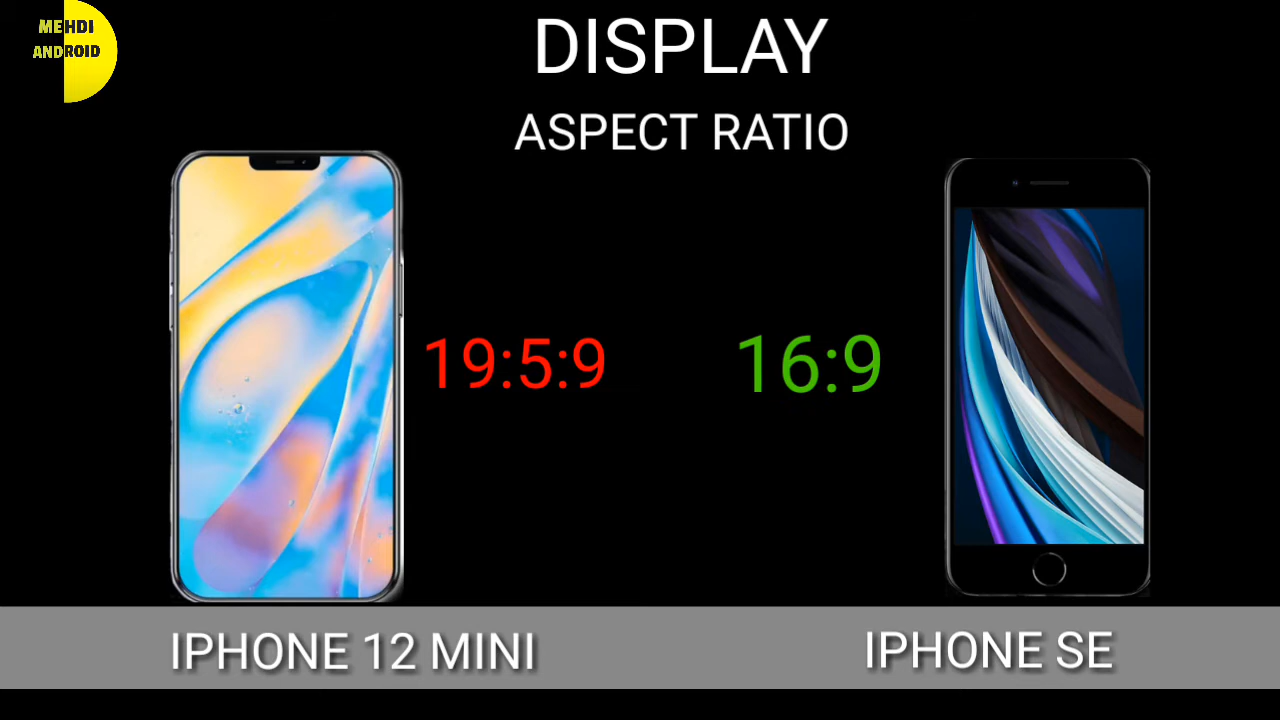 MEHDI
ANDROID
DISPLAY
ASPECT RATIO
19:5:9
16:9
IPHONE 12 MINI
IPHONE SE